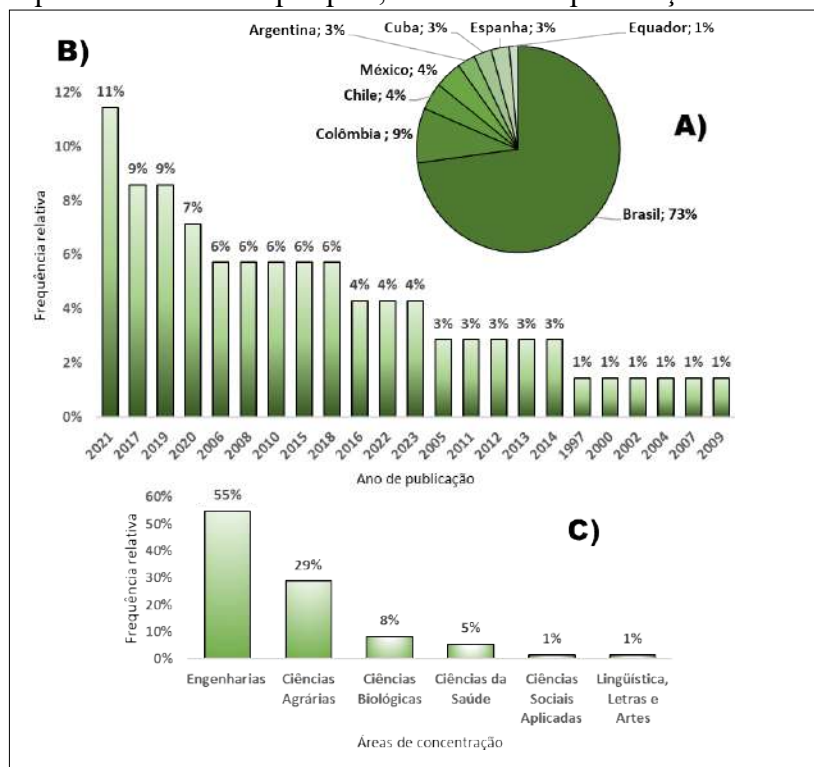 Argentina; 3%
Cuba; 3%
Espanha; 3%
Equador; 1%
México; 4%
Chile; 4%
Colômbia ; 9%
Brasil; 73%
A)
B)
Frequência relativa
12%
10%
8%
6%
4%
2%
0%
11% 9% 9% 7% 6% 6% 6% 6% 6% 4% 4% 4% 3% 3% 3% 3% 3% 1% 1% 1% 1% 1% 1%
2021 2017 2019 2020 2006 2008 2010 2015 2018 2016 2022 2023 2005 2011 2012 2013 2014 1997 2000 2002 2004 2007 2009
Ano de publicação
C)
Frequência relativa
60%
50%
40%
30%
20%
10%
0%
55% 29% 8% 5% 1% 1%
Engenharias
Ciências
Agrárias
Ciências
Biológicas
Ciências da
Saúde
Ciências
Sociais
Aplicadas
Lingüística,
Letras e
Artes
Áreas de concentração